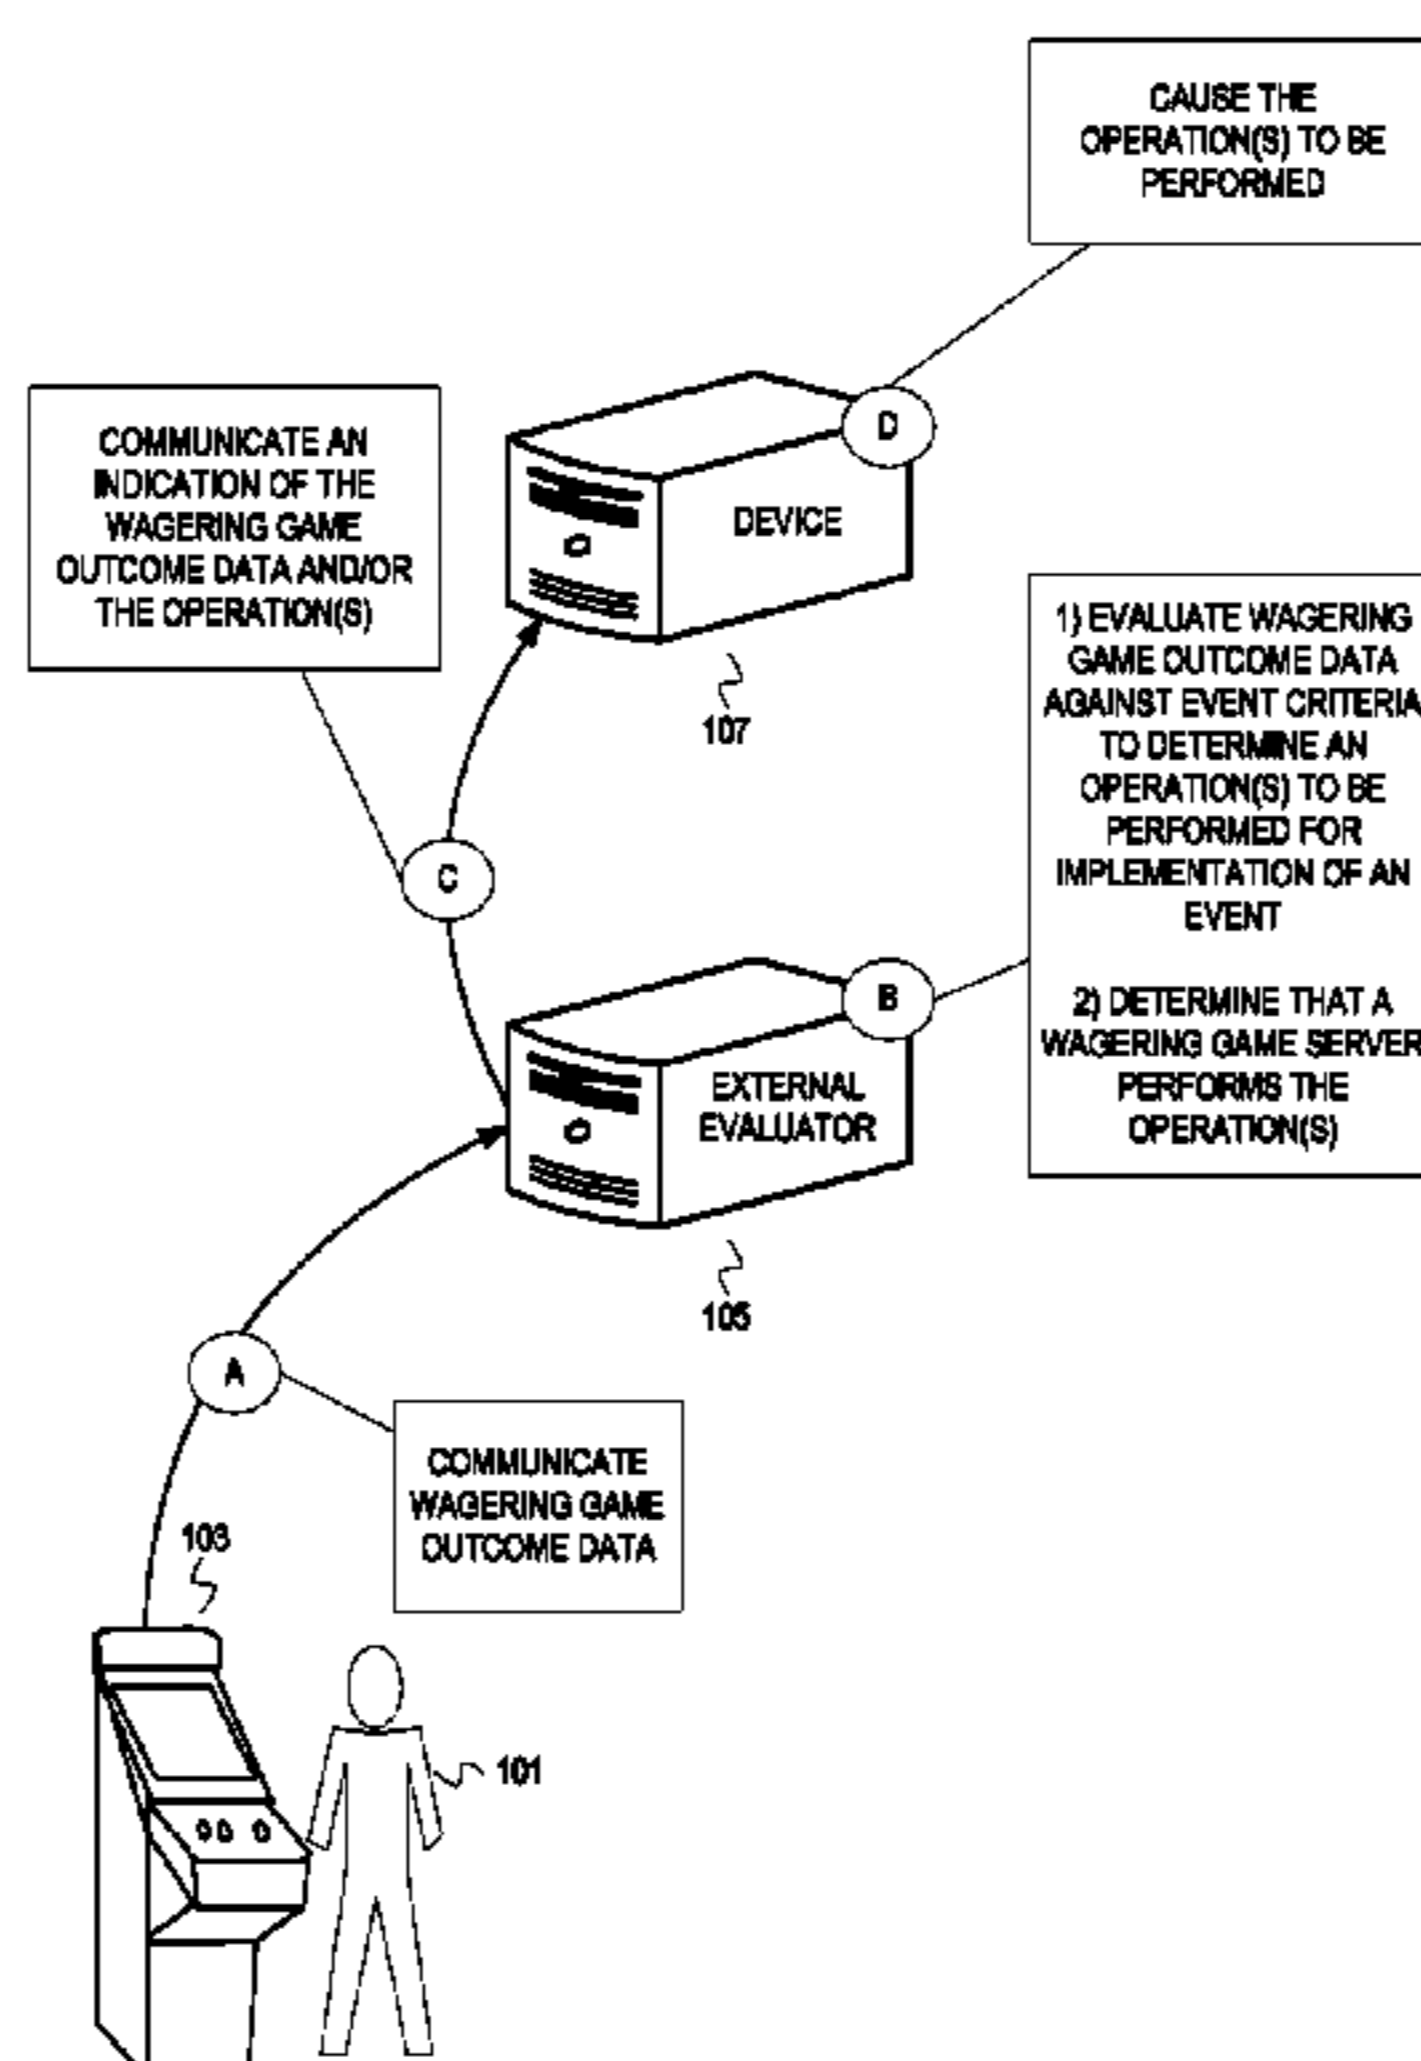 CAUSE THE
OPERATION(S) TO BE
PERFORMED
D
COMMUNICATE AN
INDICATION OF THE
WAGERING GAME
OUTCOME DATA AND/OR
THE OPERATION(S)
DEVICE
107
1) EVALUATE WAGERING
GAME OUTCOME DATA
AGAINST EVENT CRITERIA
TO DETERMINE AN
OPERATION(S) TO BE
PERFORMED FOR
IMPLEMENTATION OF AN
EVENT
2) DETERMINE THAT A
WAGERING GAME SERVER
PERFORMS THE
OPERATION(S)
C
B
EXTERNAL
EVALUATOR
105
A
COMMUNICATE
WAGERING GAME
OUTCOME DATA
103
101